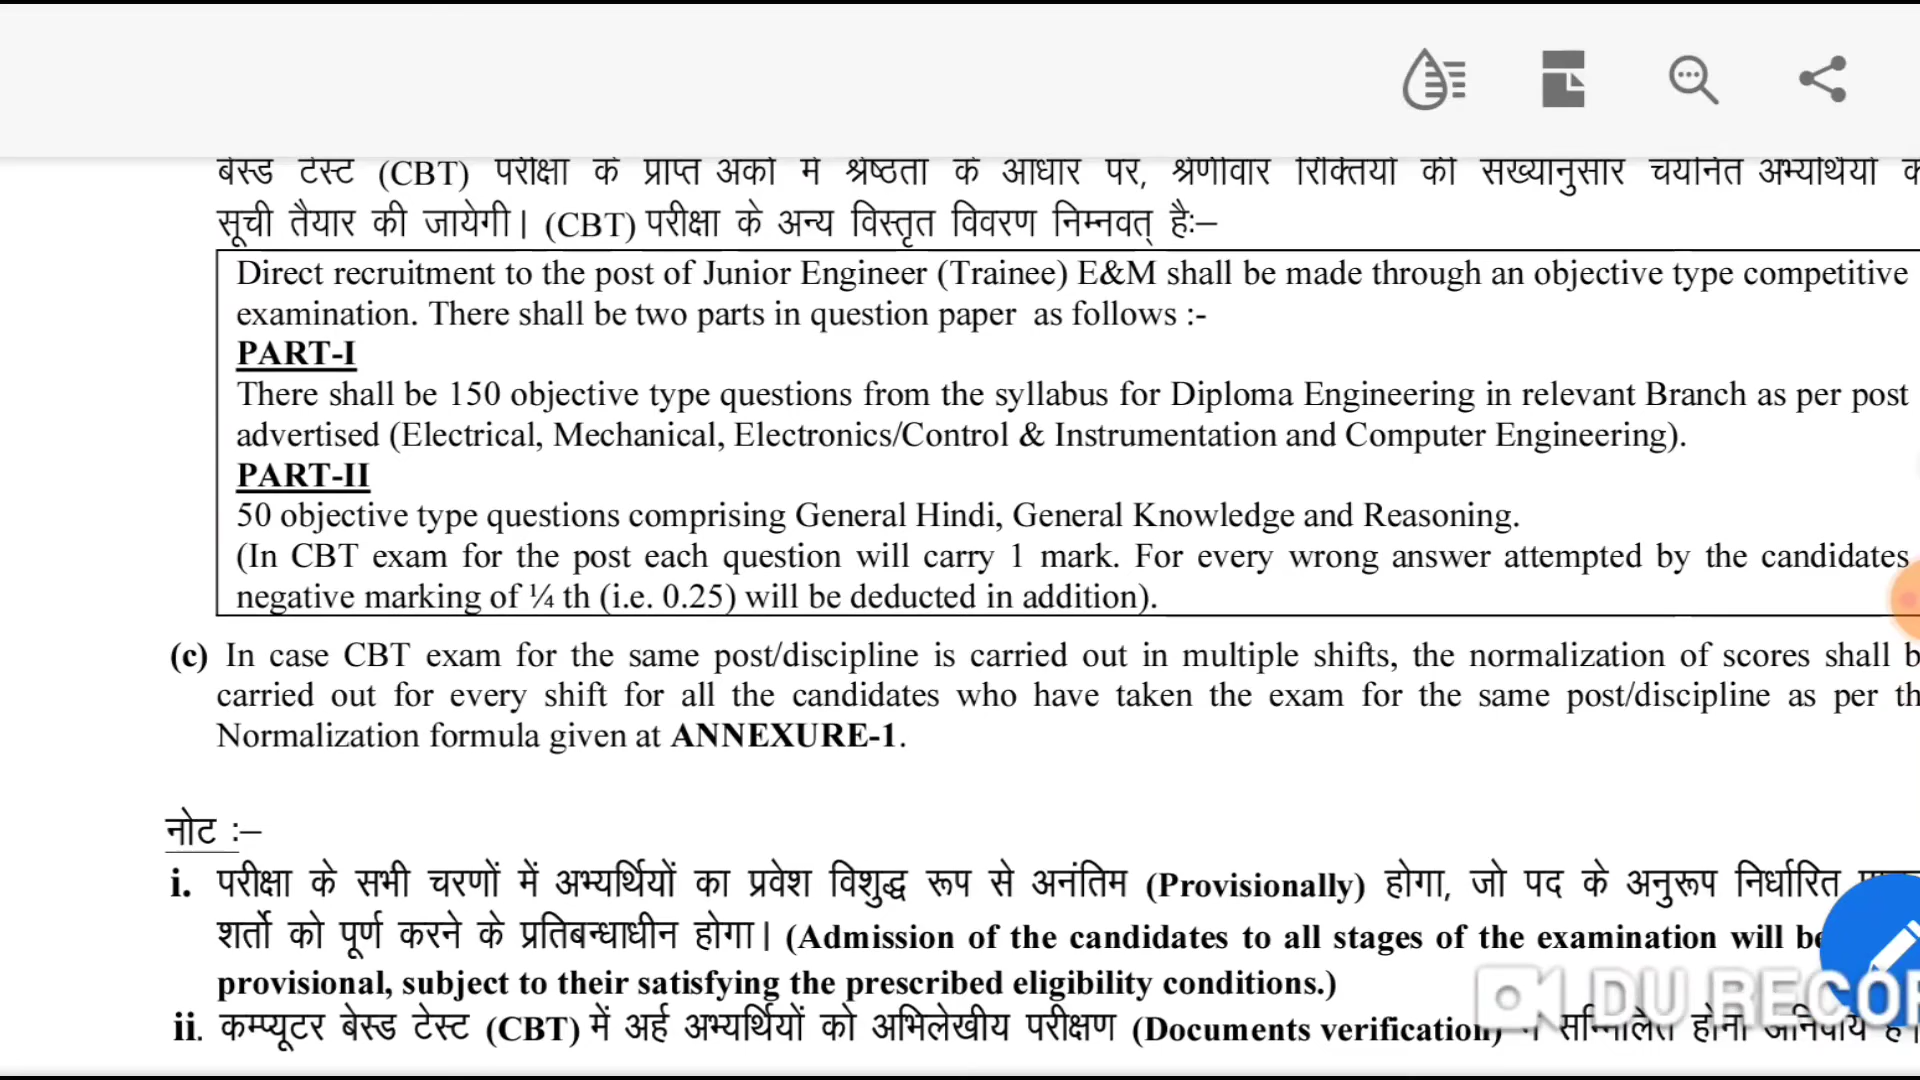 बेस्ड टेस्ट (CBT) परीक्षा के प्राप्त अंकों में श्रेष्ठता के आधार पर, श्रेणीवार रिक्तियों की संख्यानुसार चयनित अभ्यर्थियों
सूची तैयार की जायेगी। (CBT) परीक्षा के अन्य विस्तृत विवरण निम्नवत् है:–
Direct recruitment to the post of Junior Engineer (Trainee) E&M shall be made through an objective type competitive
examination. There shall be two parts in question paper as follows :-
PART-I
There shall be 150 objective type questions from the syllabus for Diploma Engineering in relevant Branch as per post
advertised (Electrical, Mechanical, Electronics/Control & Instrumentation and Computer Engineering).
PART-II
50 objective type questions comprising General Hindi, General Knowledge and Reasoning.
(In CBT exam for the post each question will carry 1 mark. For every wrong answer attempted by the candidates
negative marking of ¼ th (i.e. 0.25) will be deducted in addition).
(c) In case CBT exam for the same post/discipline is carried out in multiple shifts, the normalization of scores shall b
carried out for every shift for all the candidates who have taken the exam for the same post/discipline as per th
Normalization formula given at ANNEXURE-1.
नोट :–
i. परीक्षा के सभी चरणों में अभ्यर्थियों का प्रवेश विशुद्ध रूप से अनंतिम (Provisionally) होगा, जो पद के अनुरूप निर्धारित
शर्तो को पूर्ण करने के प्रतिबन्धाधीन होगा। (Admission of the candidates to all stages of the examination will be
provisional, subject to their satisfying the prescribed eligibility conditions.)
ii. कम्प्यूटर बेस्ड टेस्ट (CBT) में अर्ह अभ्यर्थियों को अभिलेखीय परीक्षण (Documents verification) सम्मिलित होना अनिवार्य है।
DU RECOR